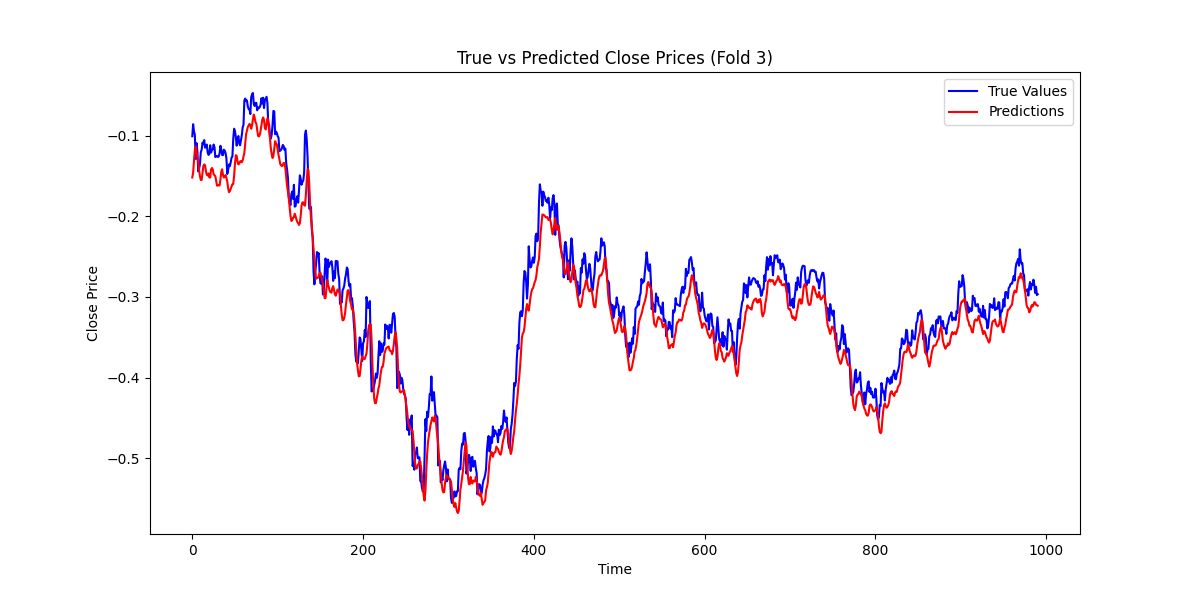 True vs Predicted Close Prices (Fold 3)
True Values
Predictions
Close Price
−0.1
−0.2
−0.3
−0.4
−0.5
0 200 400 600 800 1000
Time